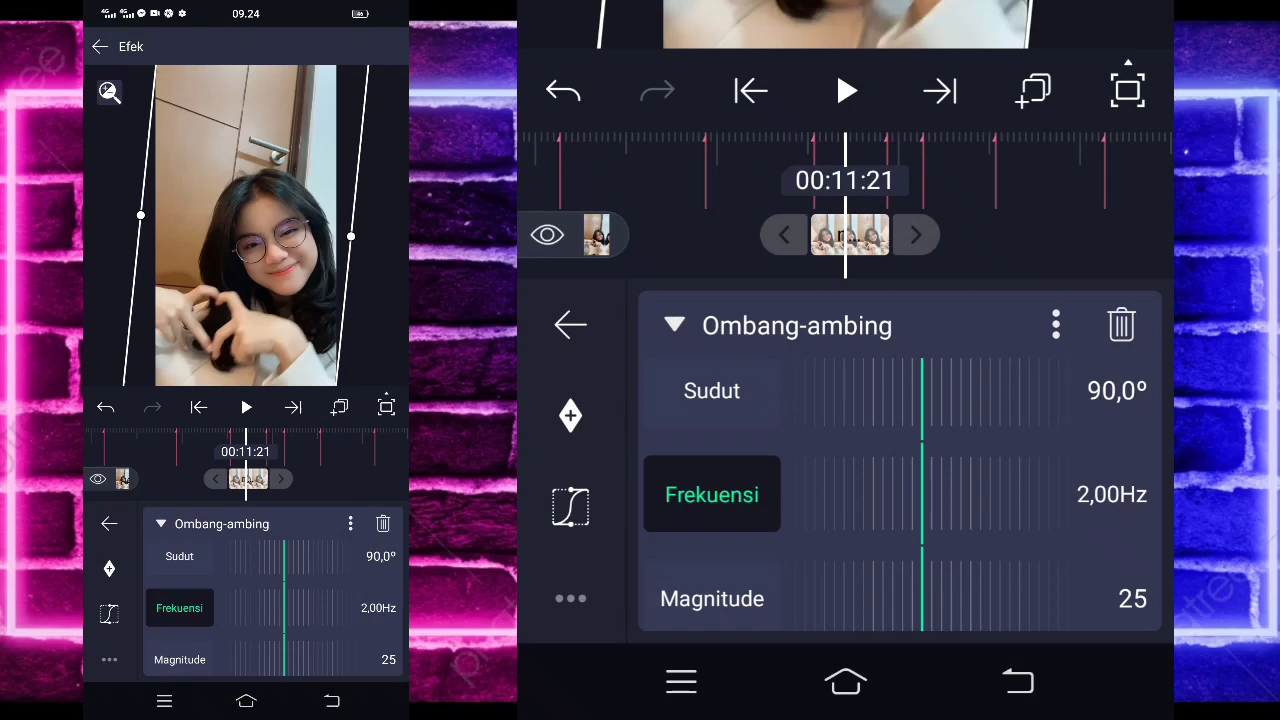 09.24
86
Efek
00:11:21
Ombang-ambing
Sudut
90,0º
Frekuensi
2,00Hz
Magnitude
25
00:11:21
Ombang-ambing
Sudut
90,0º
Frekuensi
2,00Hz
Magnitude
25